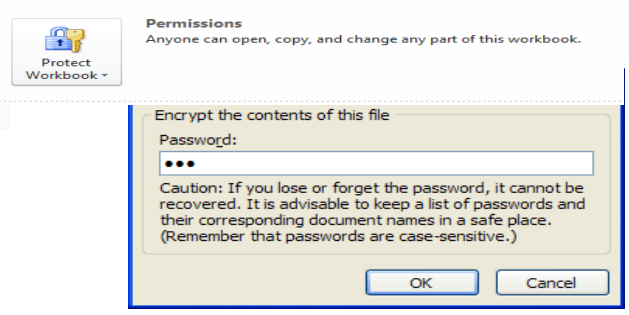 Permissions
Anyone can open, copy, and change any part of this workbook.
Protect
Workbook
Encrypt the contents of this file
Password:
●●●
Caution: If you lose or forget the password, it cannot be
recovered. It is advisable to keep a list of passwords and
their corresponding document names in a safe place.
(Remember that passwords are case-sensitive.)
OK
Cancel